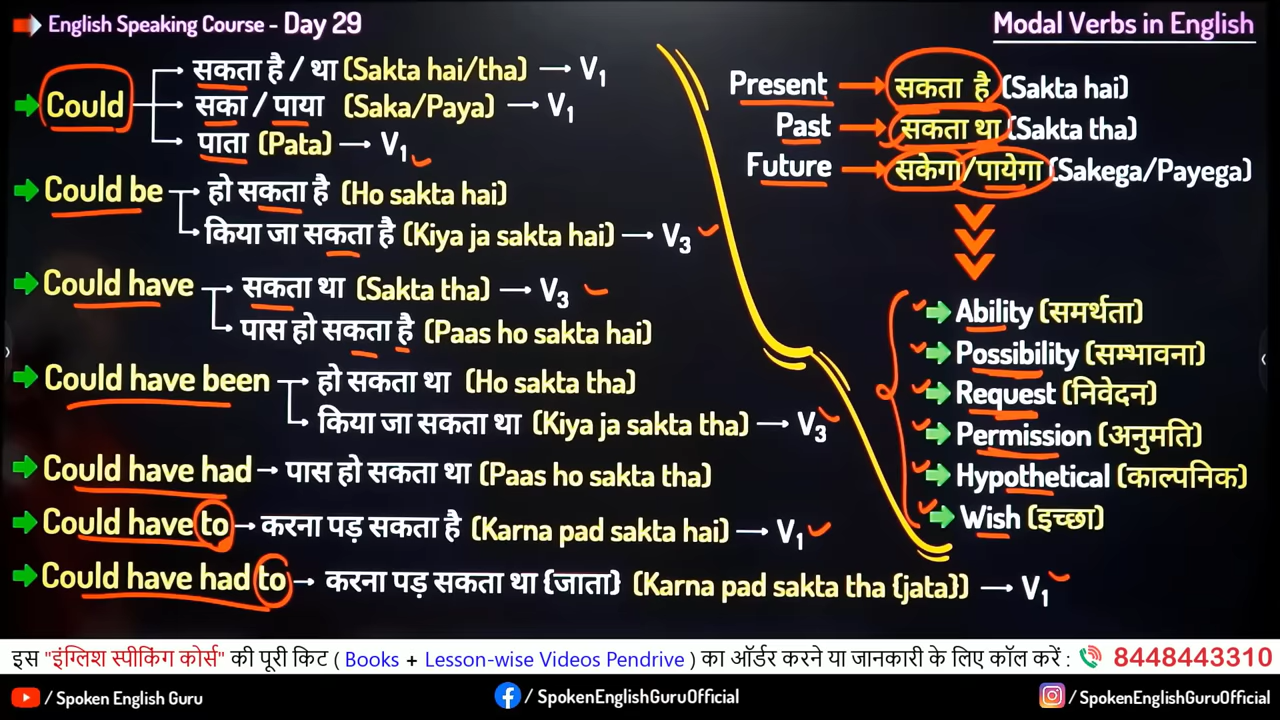 English Speaking Course - Day 29
Modal Verbs in English
Could
सकता है / था (Sakta hai/tha) → V1
सका / पाया (Saka/Paya) → V1
पाता (Pata) → V1
Could be
हो सकता है (Ho sakta hai)
किया जा सकता है (Kiya ja sakta hai) → V3
Could have
सकता था (Sakta tha) → V3
पास हो सकता है (Paas ho sakta hai)
Could have been
हो सकता था (Ho sakta tha)
किया जा सकता था (Kiya ja sakta tha) → V3
Could have had → पास हो सकता था (Paas ho sakta tha)
Could have to → करना पड़ सकता है (Karna pad sakta hai) → V1
Could have had to → करना पड़ सकता था {जाता} (Karna pad sakta tha {jata}) → V1
Present → सकता है (Sakta hai)
Past → सकता था (Sakta tha)
Future → सकेगा/पायेगा (Sakega/Payega)
Ability (समर्थता)
Possibility (सम्भावना)
Request (निवेदन)
Permission (अनुमति)
Hypothetical (काल्पनिक)
Wish (इच्छा)
इस "इंग्लिश स्पीकिंग कोर्स" की पूरी किट ( Books + Lesson-wise Videos Pendrive ) का ऑर्डर करने या जानकारी के लिए कॉल करें : 8448443310
/ Spoken English Guru
/ SpokenEnglishGuruOfficial
/ SpokenEnglishGuruOfficial